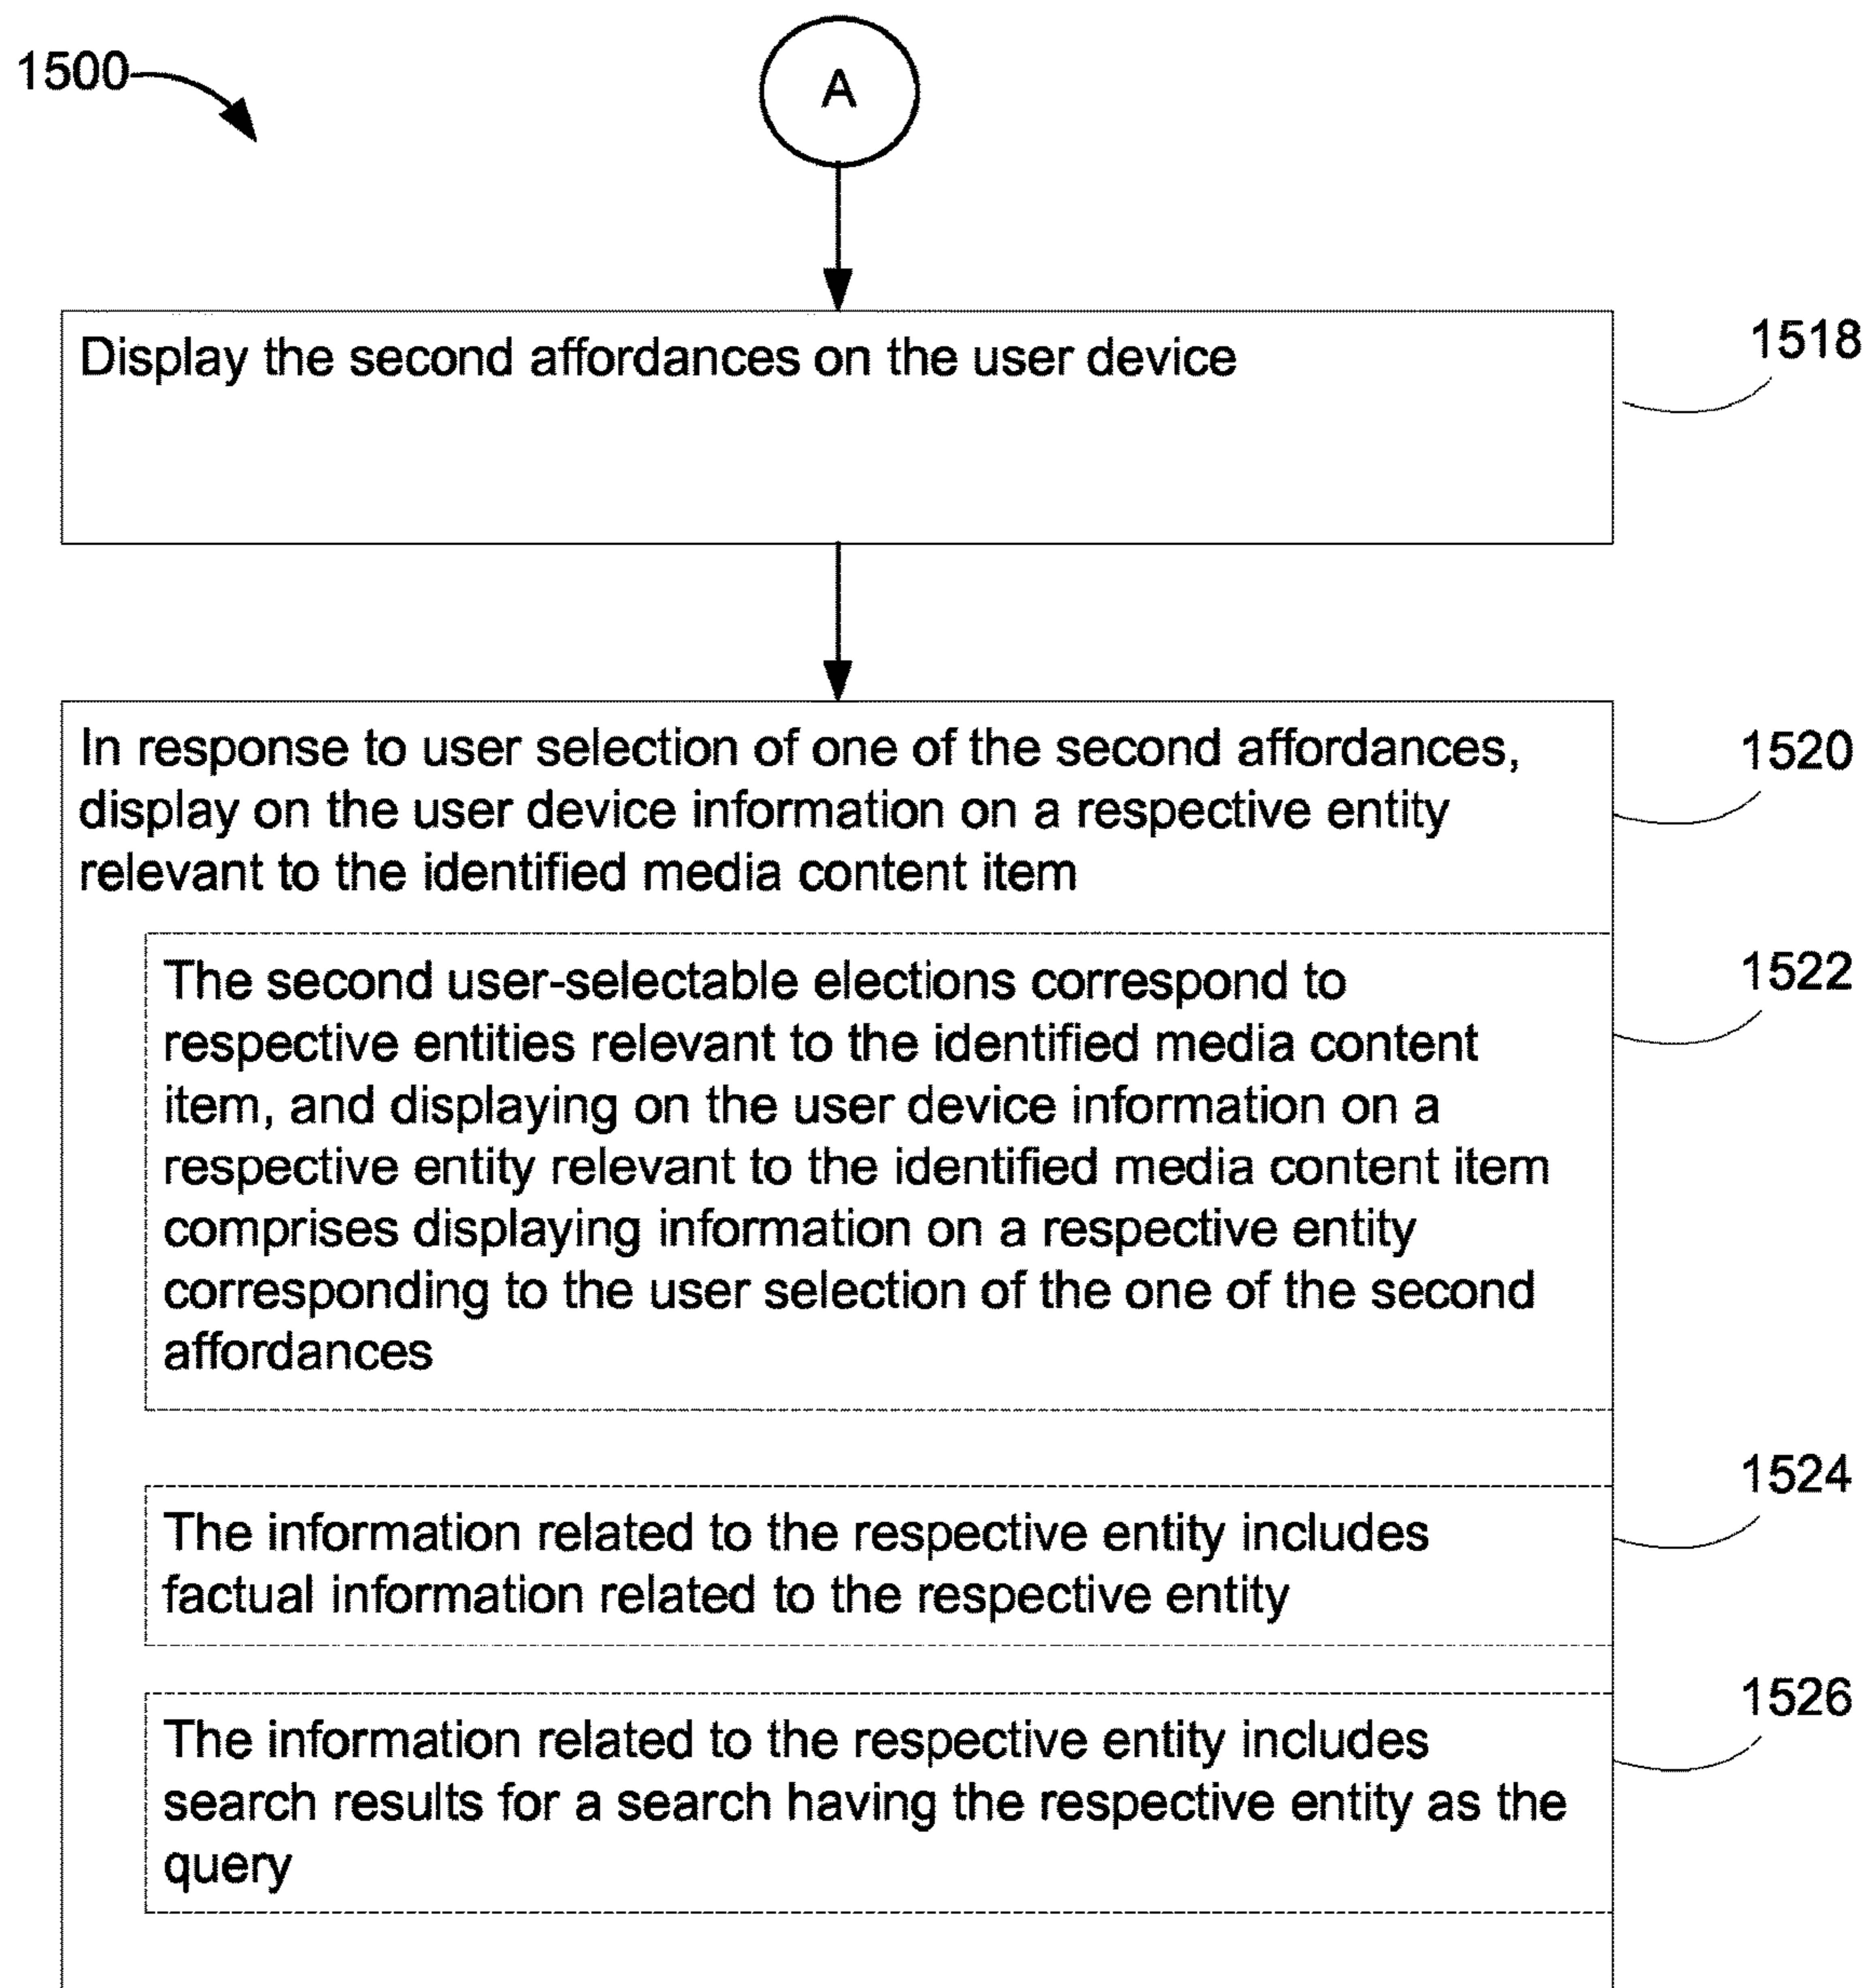 1500
A
Display the second affordances on the user device
1518
In response to user selection of one of the second affordances,
display on the user device information on a respective entity
relevant to the identified media content item
1520
The second user-selectable elections correspond to
respective entities relevant to the identified media content
item, and displaying on the user device information on a
respective entity relevant to the identified media content item
comprises displaying information on a respective entity
corresponding to the user selection of the one of the second
affordances
1522
The information related to the respective entity includes
factual information related to the respective entity
1524
The information related to the respective entity includes
search results for a search having the respective entity as the
query
1526